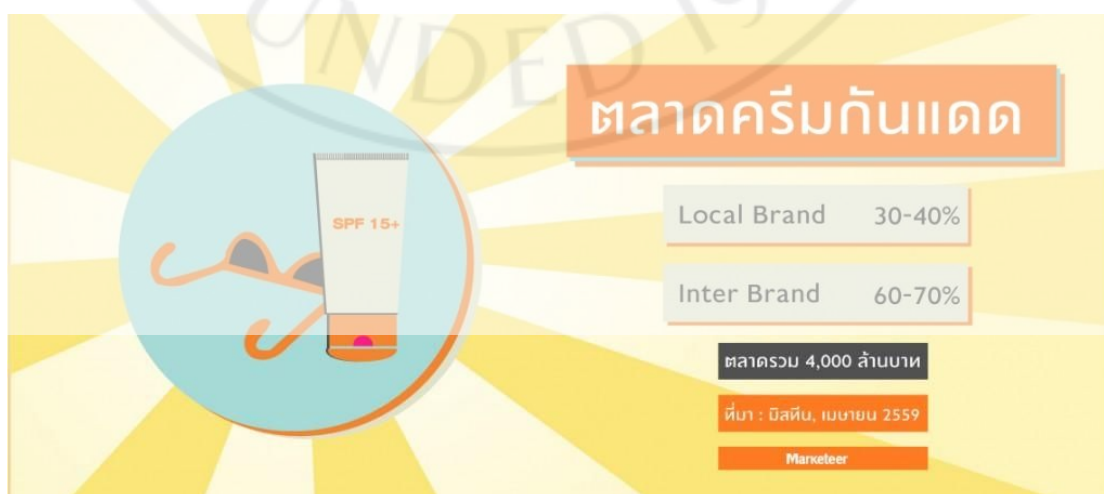 UNDED 19
ตลาดครีมกันแดด
SPF 15+
Local Brand 30-40%
Inter Brand 60-70%
ตลาดรวม 4,000 ล้านบาท
ที่มา : มิสทีน, เมษายน 2559
Marketeer